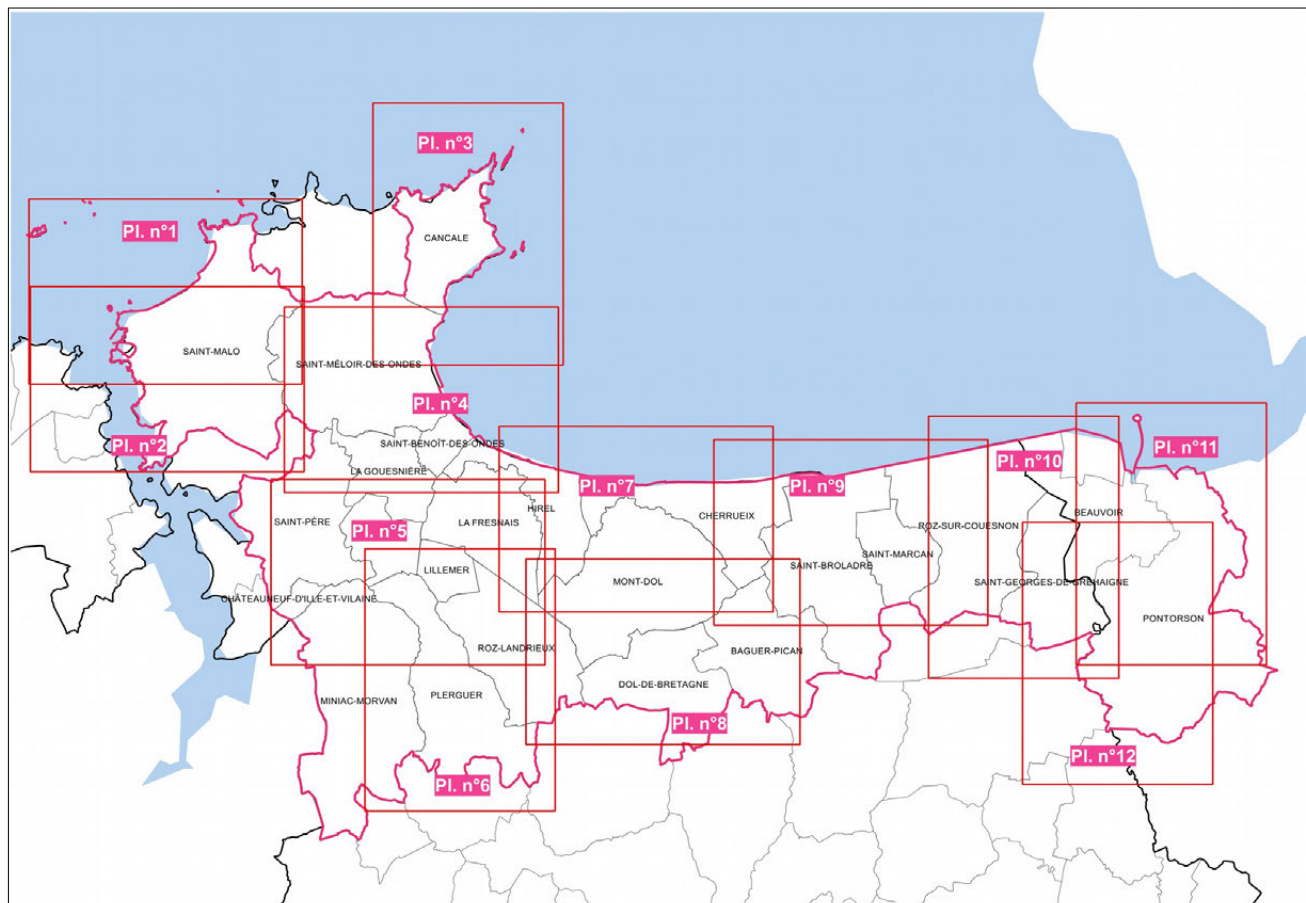 Pl. n°3
Pl. n°1
CANCALE
SAINT-MALO
SAINT-MÉLOIR-DES-ONDES
Pl. n°4
Pl. n°2
SAINT-BENOÎT-DES-ONDES
LA GOUESNIÈRE
Pl. n°7
Pl. n°9
Pl. n°10
Pl. n°11
HIREL
SAINT-PÈRE
LA FRESNAIS
CHERRUEIX
BEAUVOIR
Pl. n°5
ROZ-SUR-COUESNON
SAINT-MARCAN
LILLEMER
SAINT-BROLADRE
MONT-DOL
SAINT-GEORGES-DE-GREHAIGNE
CHÂTEAUNEUF-D'ILLE-ET-VILAINE
PONTORSON
ROZ-LANDRIEUX
BAGUER-PICAN
DOL-DE-BRETAGNE
PLERGUER
MINIAC-MORVAN
Pl. n°8
Pl. n°12
Pl. n°6